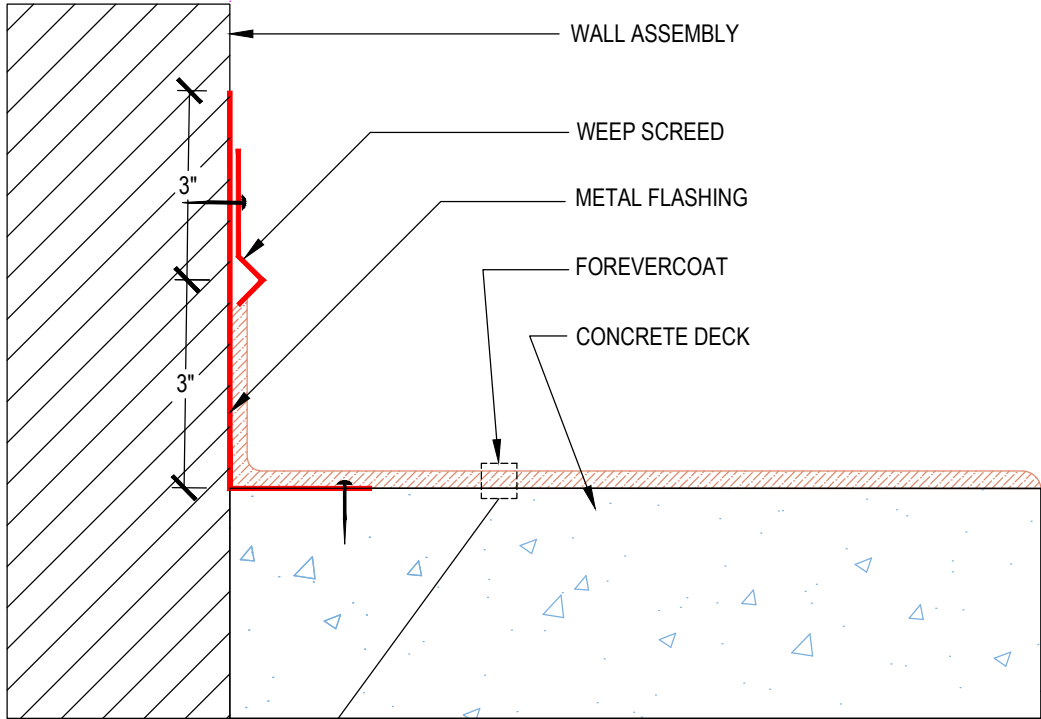 WALL ASSEMBLY
WEEP SCREED
3"
METAL FLASHING
FOREVERCOAT
CONCRETE DECK
3"